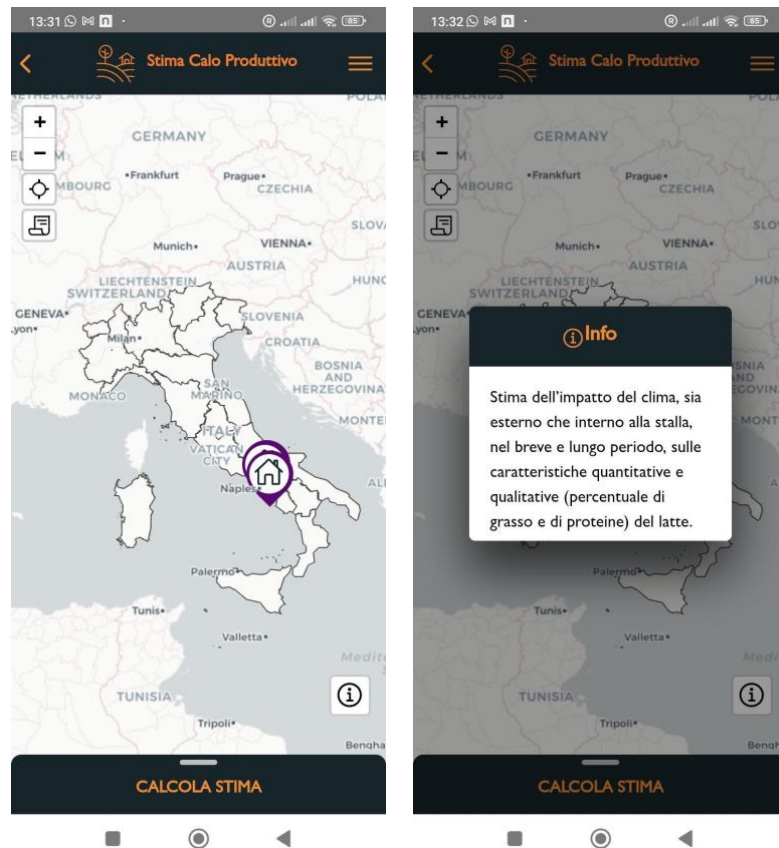 13:31
85
Stima Calo Produttivo
+
−
GERMANY
Frankfurt
Prague
CZECHIA
Munich
VIENNA
AUSTRIA
LIECHTENSTEIN
SWITZERLAND
GENEVA
SLOVENIA
Milan
CROATIA
BOSNIA
AND
HERZEGOVINA
SAN
MARINO
MONACO
ITALY
VATICAN
CITY
Naples
Palermo
Tunis
Valletta
TUNISIA
Tripoli
CALCOLA STIMA
13:32
85
Stima Calo Produttivo
+
−
GERMANY
Frankfurt
Prague
CZECHIA
Munich
VIENNA
AUSTRIA
LIECHTENSTEIN
SWITZERLAND
GENEVA
Info
Stima dell’impatto del clima, sia
esterno che interno alla stalla,
nel breve e lungo periodo, sulle
caratteristiche quantitative e
qualitative (percentuale di
grasso e di proteine) del latte.
Palermo
Tunis
Valletta
TUNISIA
Tripoli
CALCOLA STIMA